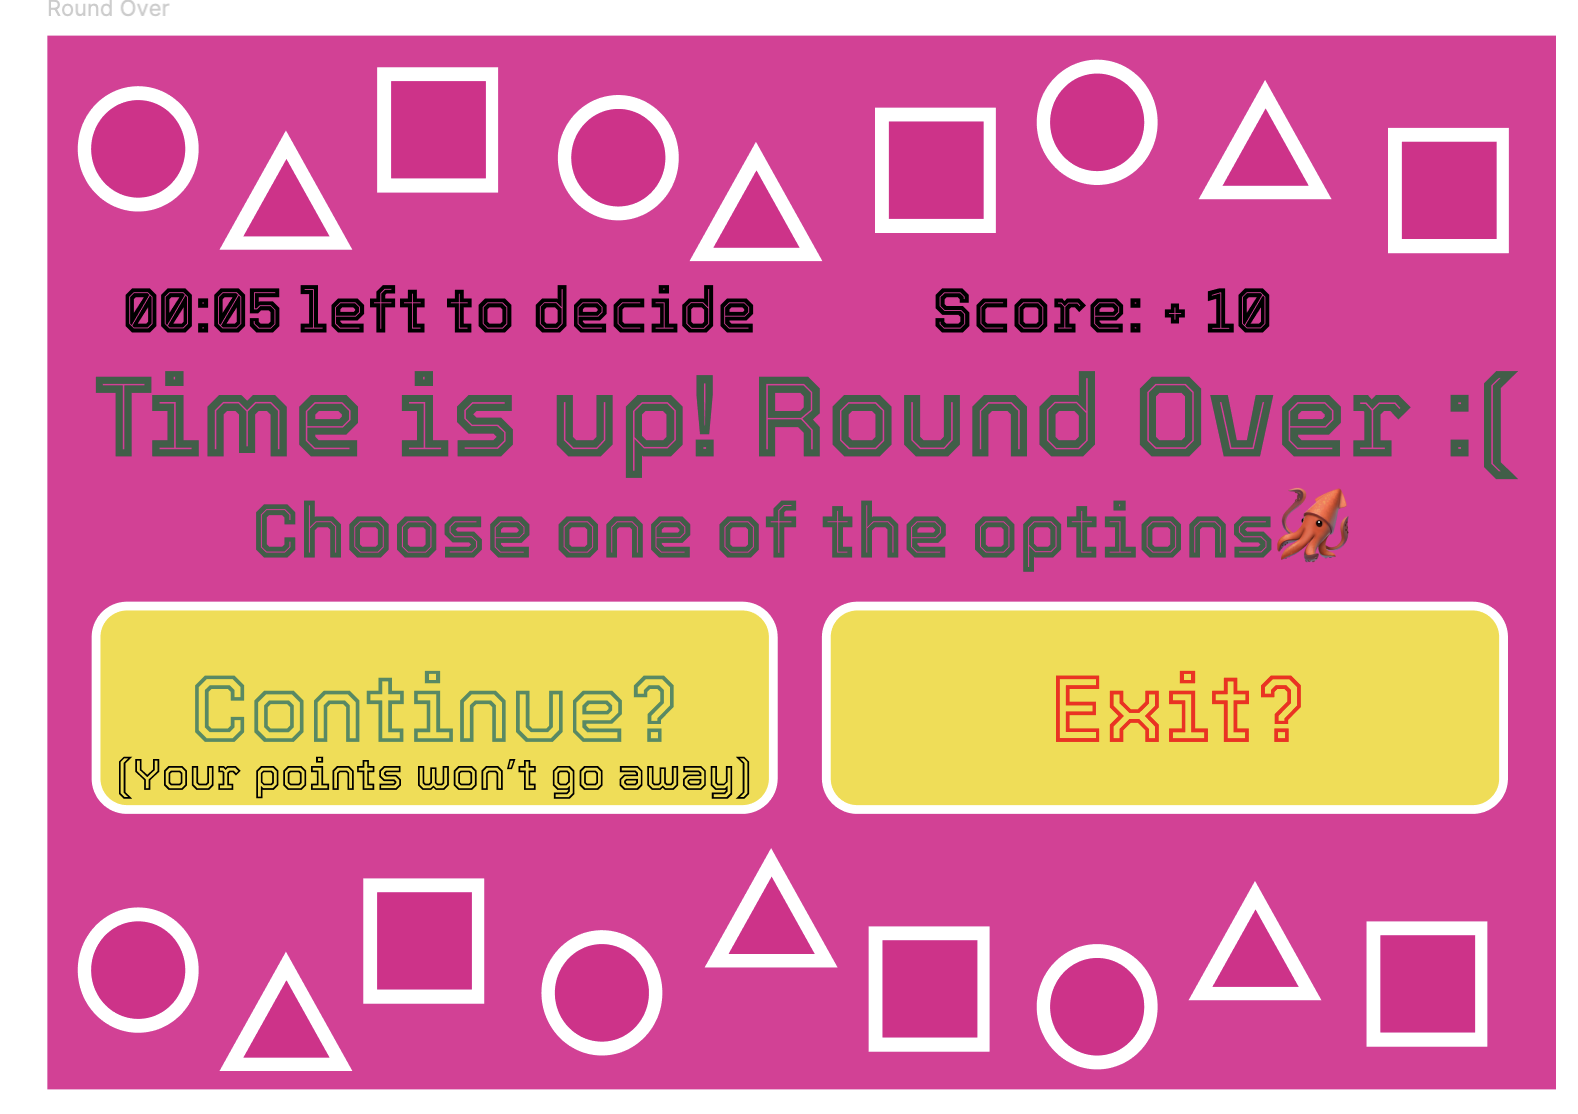 Round Over
00:05 left to decide
Score: + 10
Time is up! Round Over :(
Choose one of the options🦑
Continue?
(Your points won't go away)
Exit?